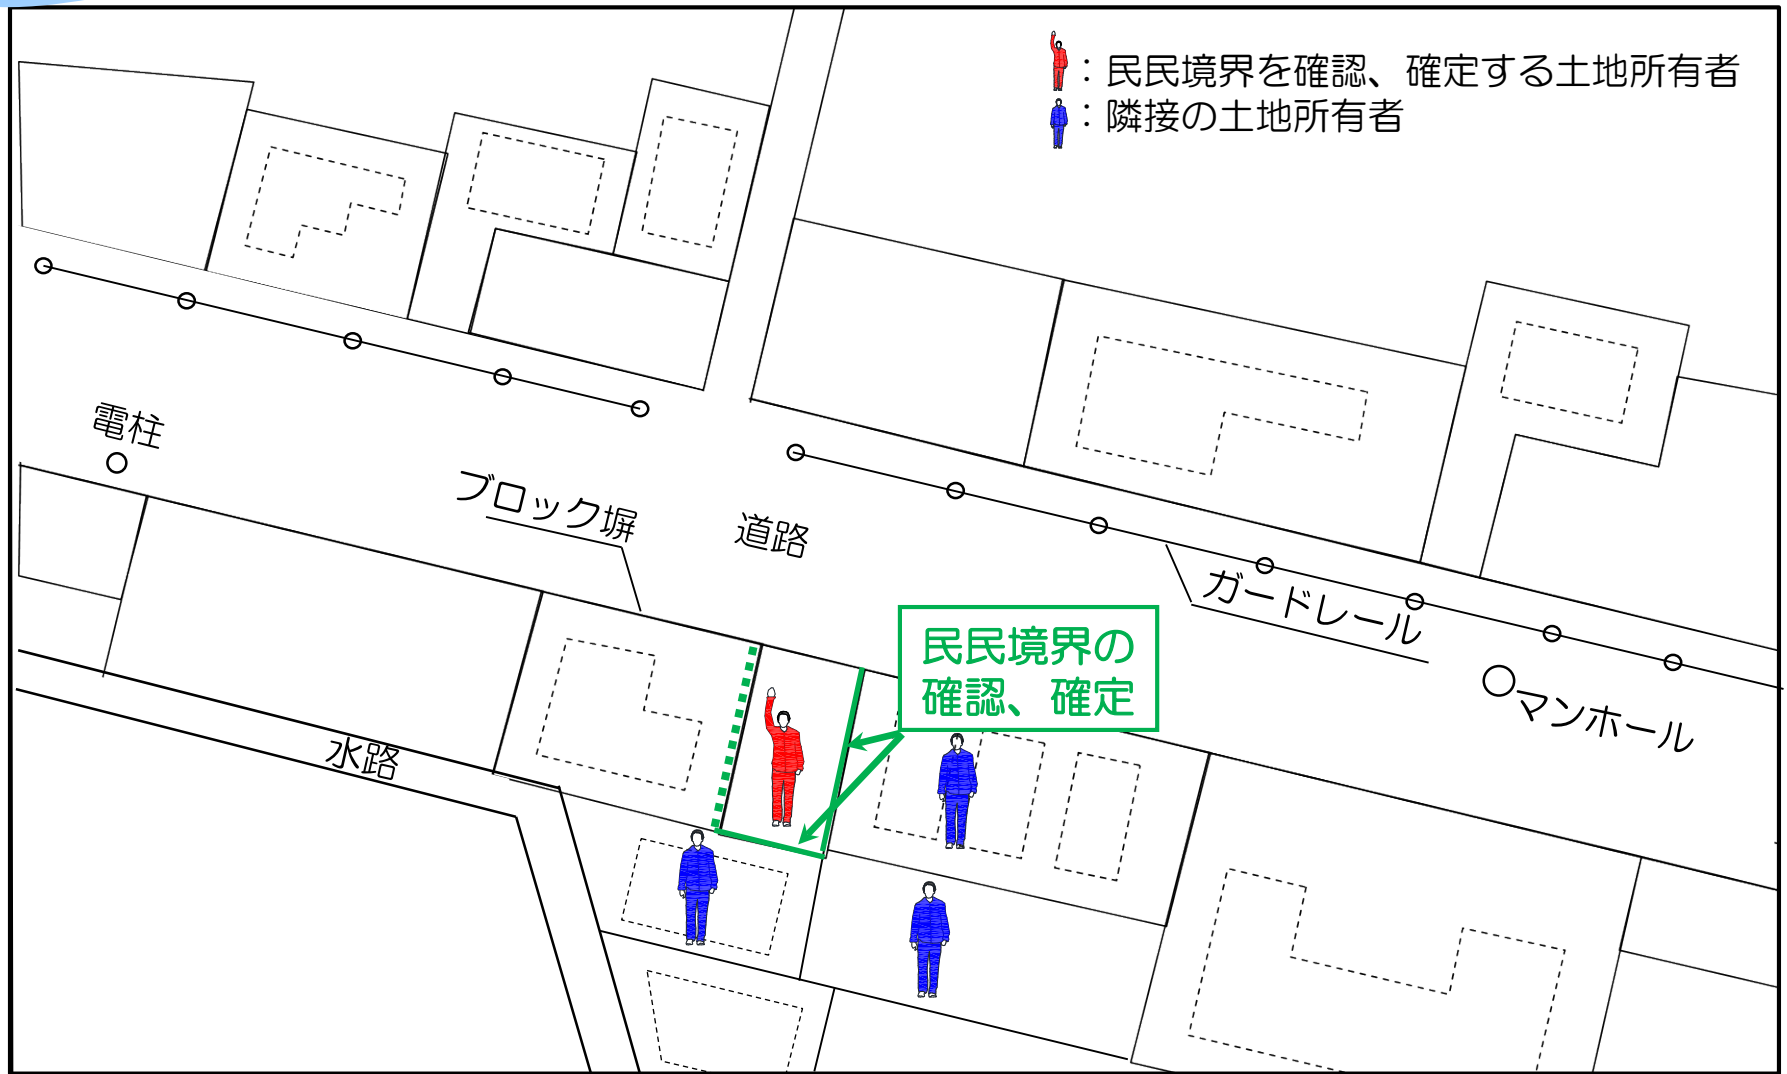 ：民民境界を確認、確定する土地所有者
：隣接の土地所有者
電柱
ブロック塀
道路
ガードレール
民民境界の
確認、確定
マンホール
水路